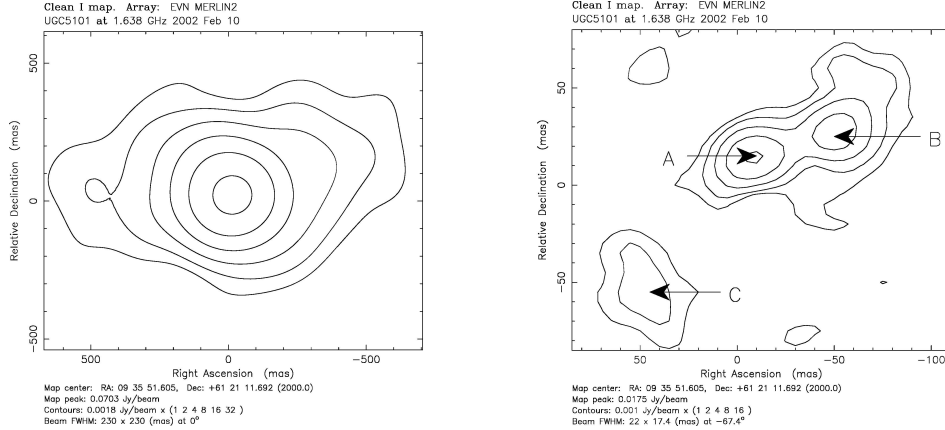 Clean I map. Array: EVN MERLIN2
UGC5101 at 1.638 GHz 2002 Feb 10
Relative Declination (mas)
500
0
−500
500
0
−500
Right Ascension (mas)
Map center: RA: 09 35 51.605, Dec: +61 21 11.692 (2000.0)
Map peak: 0.0703 Jy/beam
Contours: 0.0018 Jy/beam x (1 2 4 8 16 32 )
Beam FWHM: 230 x 230 (mas) at 0°
Clean I map. Array: EVN MERLIN2
UGC5101 at 1.638 GHz 2002 Feb 10
Relative Declination (mas)
50
0
−50
A
B
C
50
0
−50
−100
Right Ascension (mas)
Map center: RA: 09 35 51.605, Dec: +61 21 11.692 (2000.0)
Map peak: 0.0175 Jy/beam
Contours: 0.001 Jy/beam x (1 2 4 8 16 )
Beam FWHM: 22 x 17.4 (mas) at −67.4°